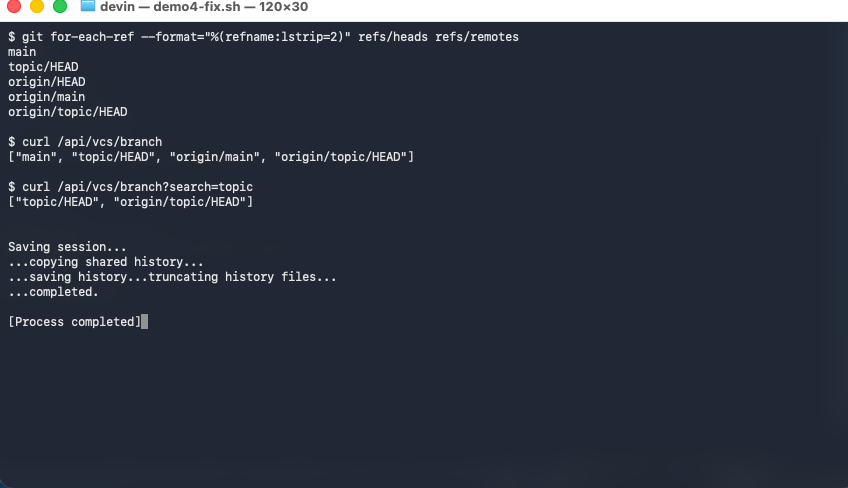 devin — demo4-fix.sh — 120×30
$ git for-each-ref --format="%(refname:lstrip=2)" refs/heads refs/remotes
main
topic/HEAD
origin/HEAD
origin/main
origin/topic/HEAD
$ curl /api/vcs/branch
["main", "topic/HEAD", "origin/main", "origin/topic/HEAD"]
$ curl /api/vcs/branch?search=topic
["topic/HEAD", "origin/topic/HEAD"]
Saving session...
...copying shared history...
...saving history...truncating history files...
...completed.
[Process completed]